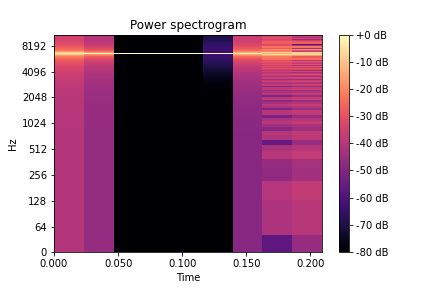 Power spectrogram
8192
4096
2048
1024
512
256
128
64
0
Hz
0.000 0.050 0.100 0.150 0.200
Time
+0 dB
-10 dB
-20 dB
-30 dB
-40 dB
-50 dB
-60 dB
-70 dB
-80 dB